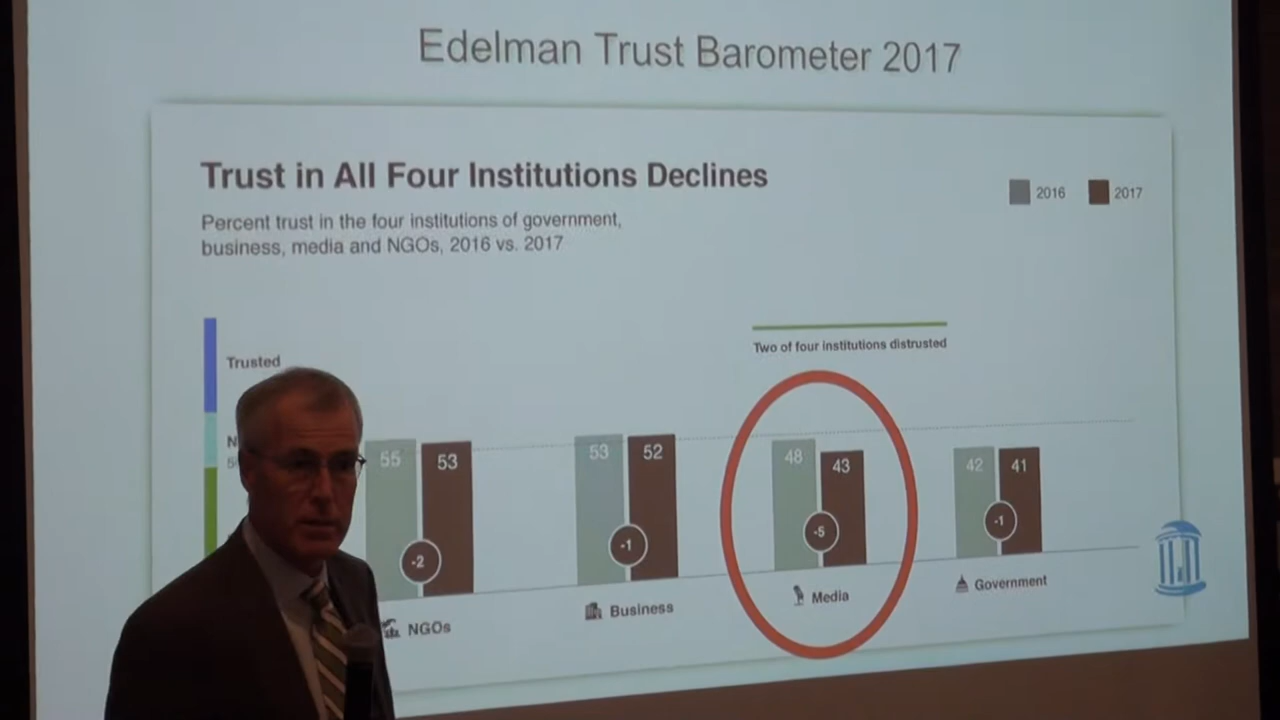 Edelman Trust Barometer 2017
Trust in All Four Institutions Declines
2016
2017
Percent trust in the four institutions of government,
business, media and NGOs, 2016 vs. 2017
Two of four institutions distrusted
Trusted
55
53
53
52
48
43
42
41
-2
-1
-5
-1
NGOs
Business
Media
Government